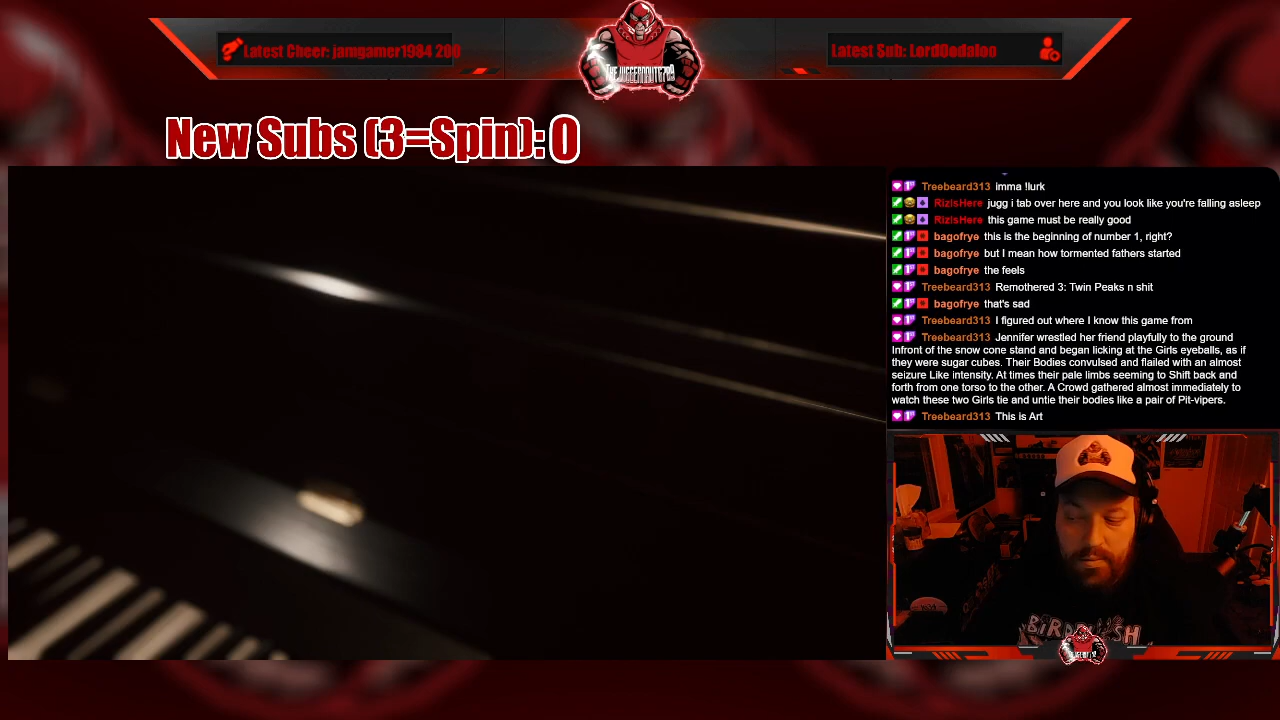 Latest Cheer: janugamer1984 200
THEJUGGERNAUT6789
Latest Sub: LordOodaloo
New Subs (3=Spin): 0
Treebeard313 imma !lurk
RizIsHere jugg i tab over here and you look like you're falling asleep
RizIsHere this game must be really good
bagofrye this is the beginning of number 1, right?
bagofrye but I mean how tormented fathers started
bagofrye the feels
Treebeard313 Remothered 3: Twin Peaks n shit
bagofrye that's sad
Treebeard313 I figured out where I know this game from
Treebeard313 Jennifer wrestled her friend playfully to the ground
Infront of the snow cone stand and began licking at the Girls eyeballs, as if
they were sugar cubes. Their Bodies convulsed and flailed with an almost
seizure Like intensity. At times their pale limbs seeming to Shift back and
forth from one torso to the other. A Crowd gathered almost immediately to
watch these two Girls tie and untie their bodies like a pair of Pit-vipers.
Treebeard313 This is Art